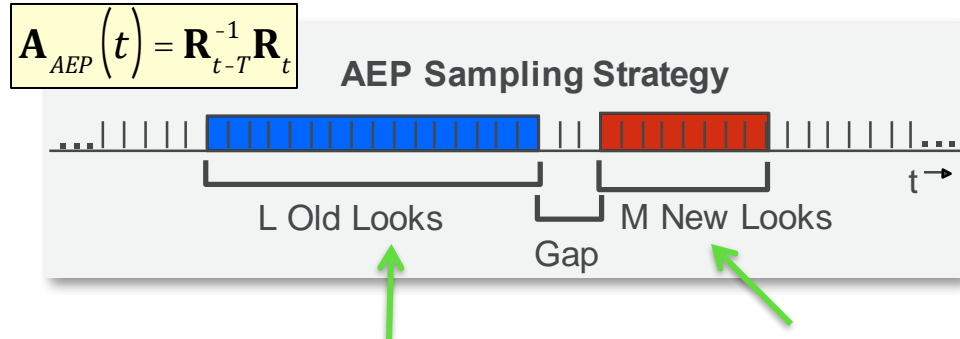 A_AEP(t) = R_{t-T}^{-1} R_t
AEP Sampling Strategy
... ...
t →
L Old Looks
M New Looks
Gap